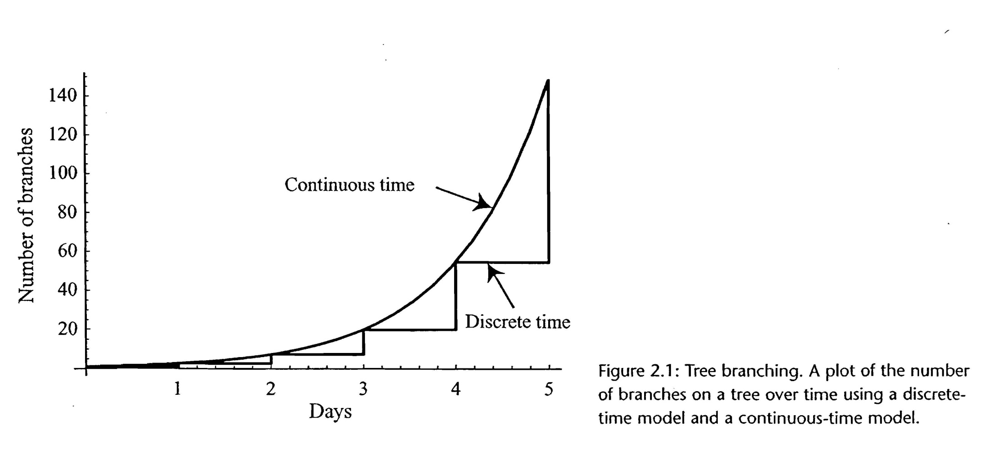 140
120
100
80
60
40
20
Number of branches
Continuous time
Discrete time
1 2 3 4 5
Days
Figure 2.1: Tree branching. A plot of the number
of branches on a tree over time using a discrete-
time model and a continuous-time model.